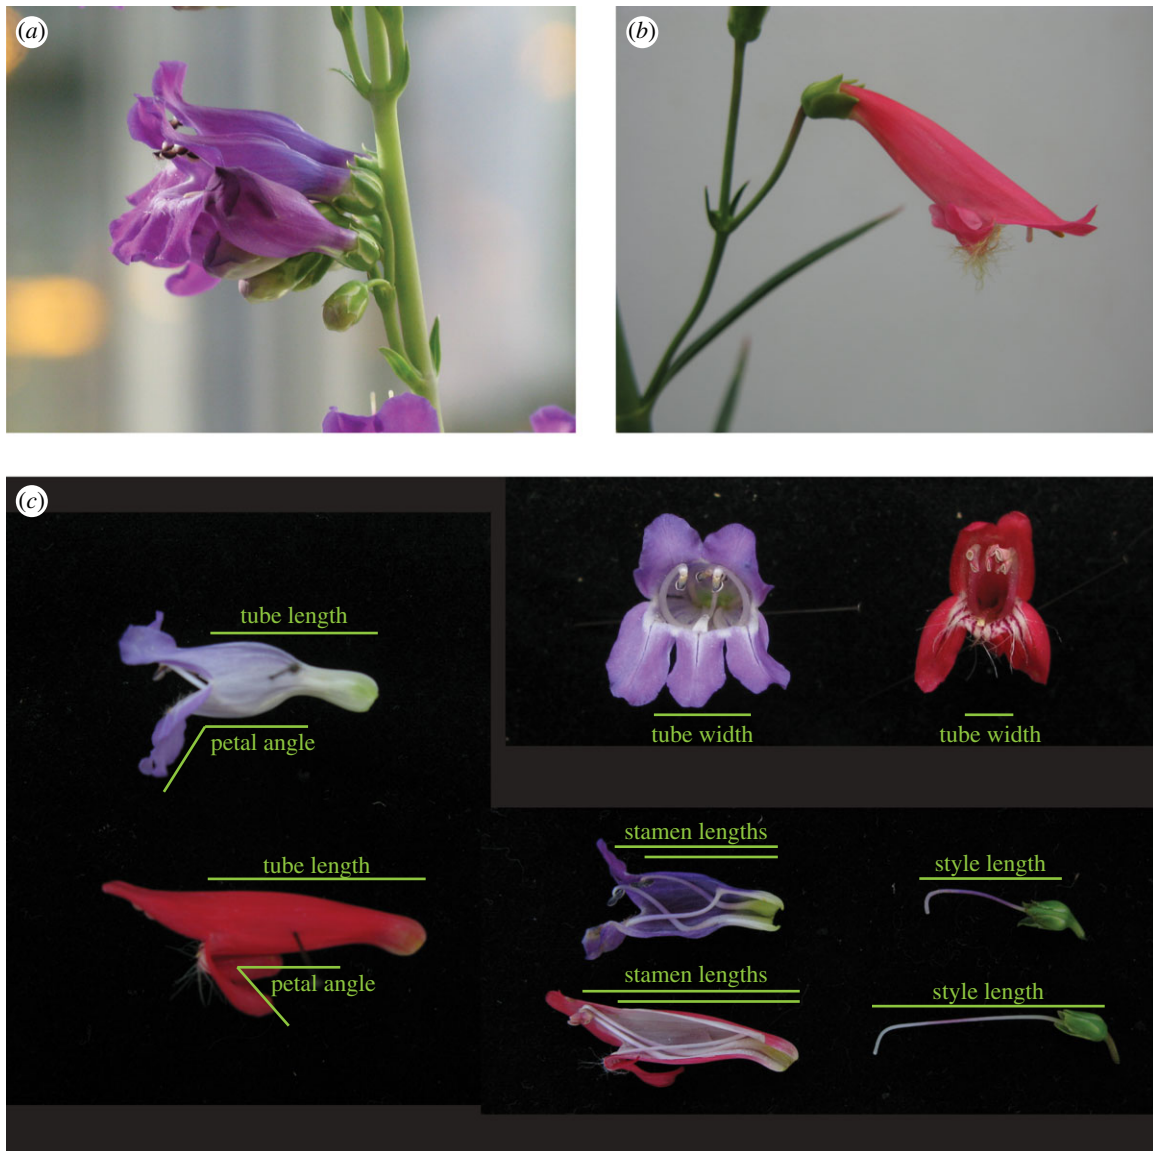 (a)
(b)
(c)
tube length
petal angle
tube width
tube width
tube length
petal angle
stamen lengths
style length
stamen lengths
style length